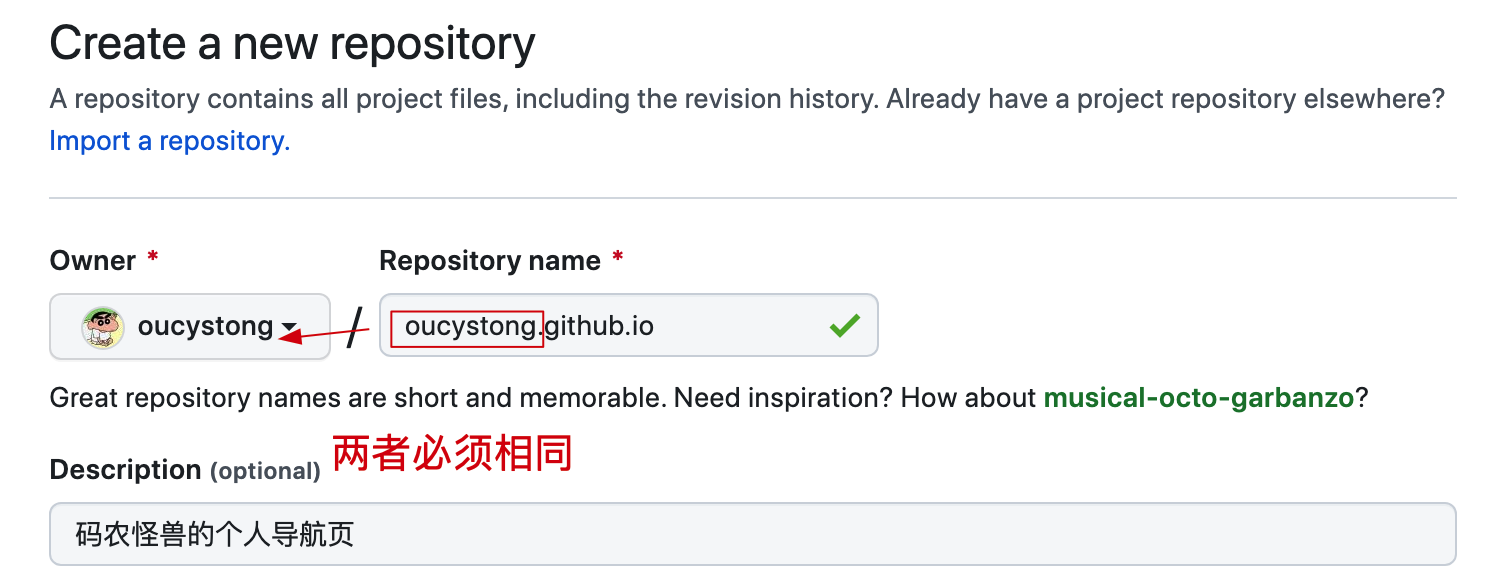 Create a new repository
A repository contains all project files, including the revision history. Already have a project repository elsewhere?
Import a repository.
Owner * Repository name *
oucystong / oucystong.github.io
Great repository names are short and memorable. Need inspiration? How about musical-octo-garbanzo?
两者必须相同
Description (optional)
码农怪兽的个人导航页